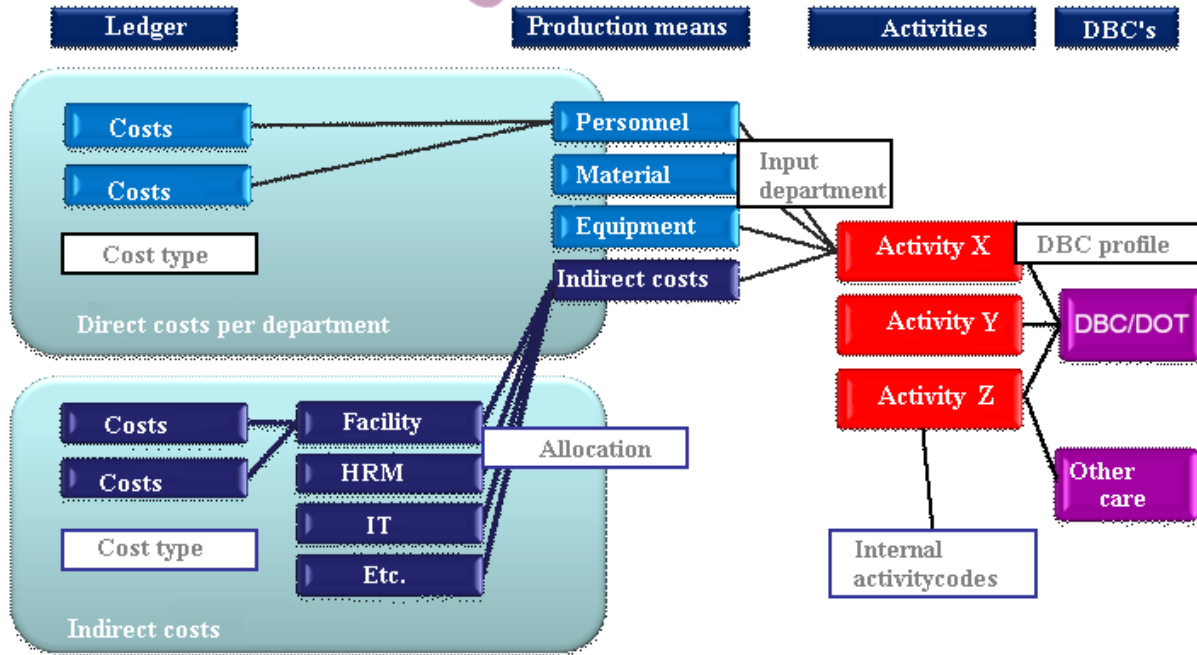 Ledger
Production means
Activities
DBC's
Costs
Costs
Cost type
Direct costs per department
Personnel
Material
Equipment
Indirect costs
Input
department
Activity X
Activity Y
Activity Z
DBC profile
DBC/DOT
Other
care
Costs
Costs
Cost type
Indirect costs
Facility
HRM
IT
Etc.
Allocation
Internal
activitycodes